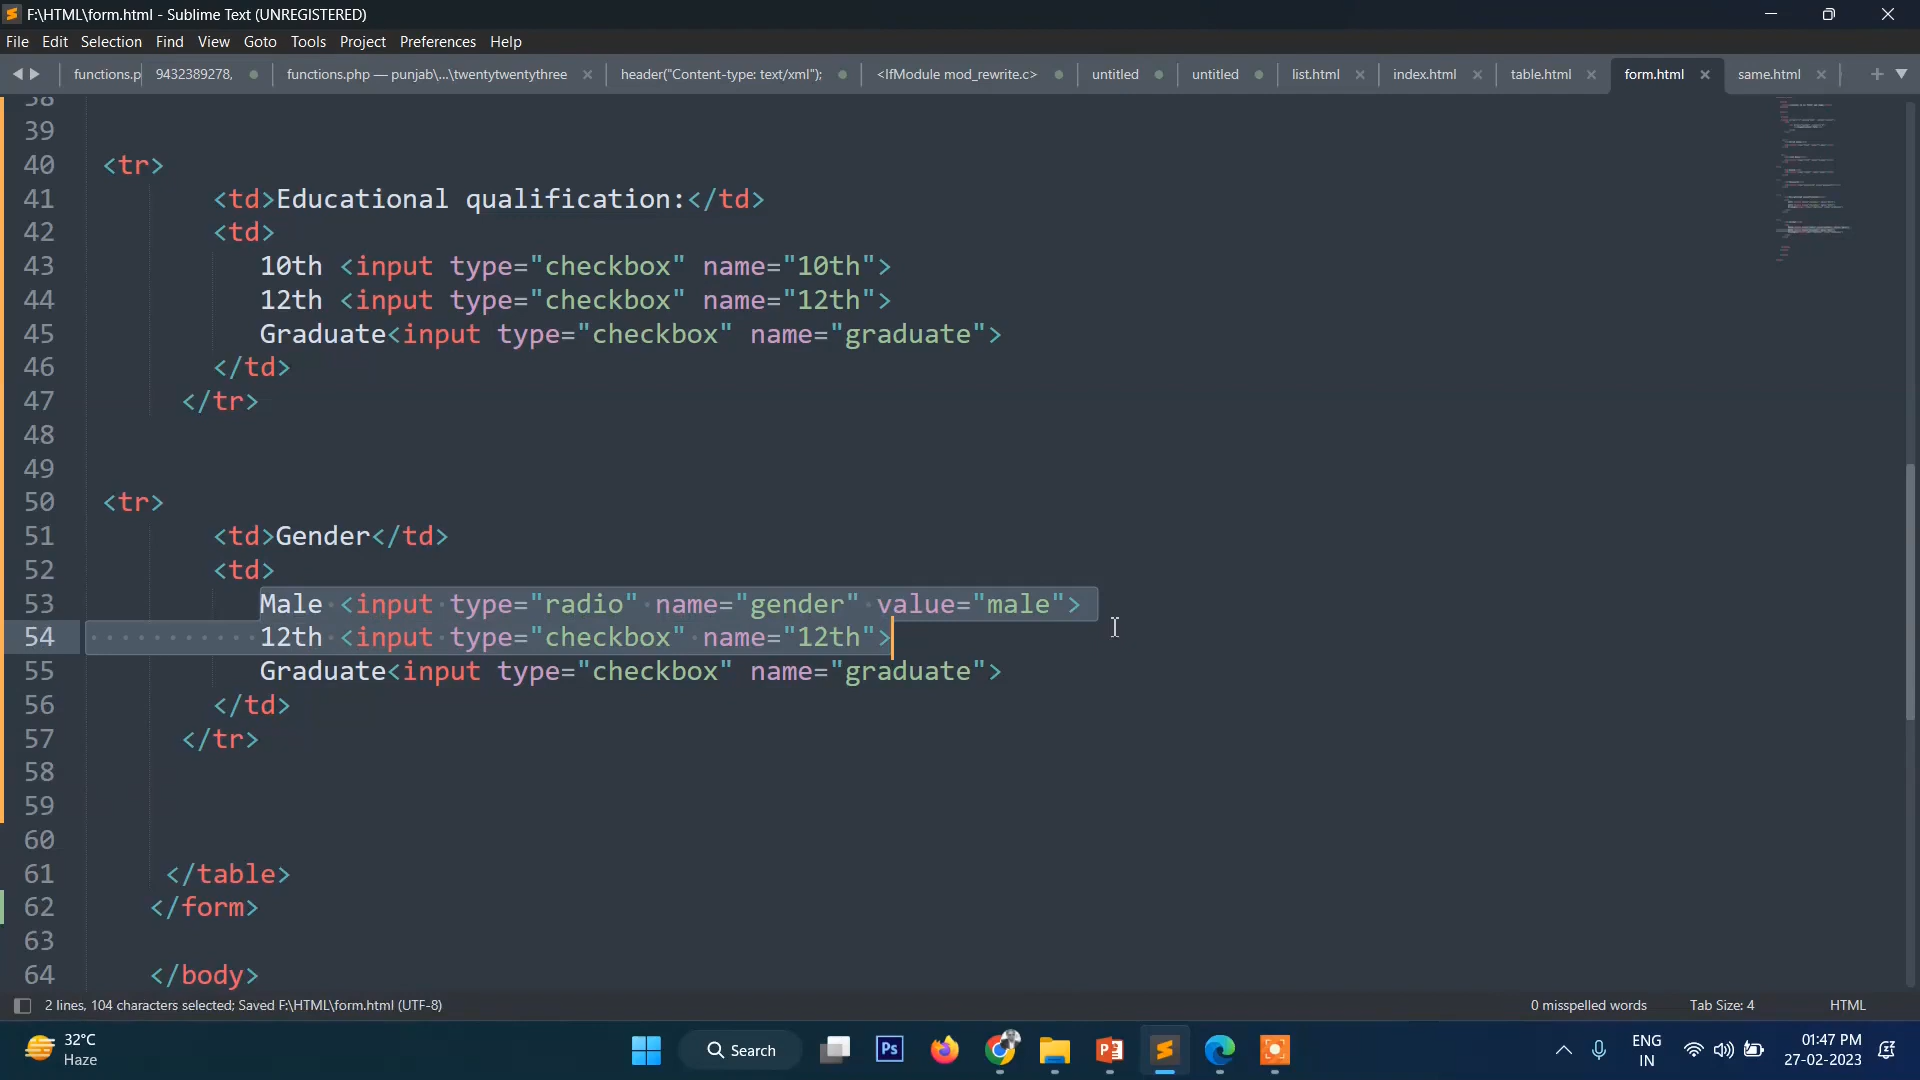 F:\HTML\form.html - Sublime Text (UNREGISTERED)
File Edit Selection Find View Goto Tools Project Preferences Help
functions.p 9432389278, functions.php — punjab\...\twentytwentythree header("Content-type: text/xml"); <IfModule mod_rewrite.c> untitled untitled list.html index.html table.html form.html same.html
38
39
40 <tr>
41 <td>Educational qualification:</td>
42 <td>
43 10th <input type="checkbox" name="10th">
44 12th <input type="checkbox" name="12th">
45 Graduate<input type="checkbox" name="graduate">
46 </td>
47 </tr>
48
49
50 <tr>
51 <td>Gender</td>
52 <td>
53 Male <input type="radio" name="gender" value="male">
54 12th <input type="checkbox" name="12th">
55 Graduate<input type="checkbox" name="graduate">
56 </td>
57 </tr>
58
59
60
61 </table>
62 </form>
63
64 </body>
2 lines, 104 characters selected; Saved F:\HTML\form.html (UTF-8) 0 misspelled words Tab Size: 4 HTML
32°C
Haze
Search
Ps
ENG
IN
01:47 PM
27-02-2023